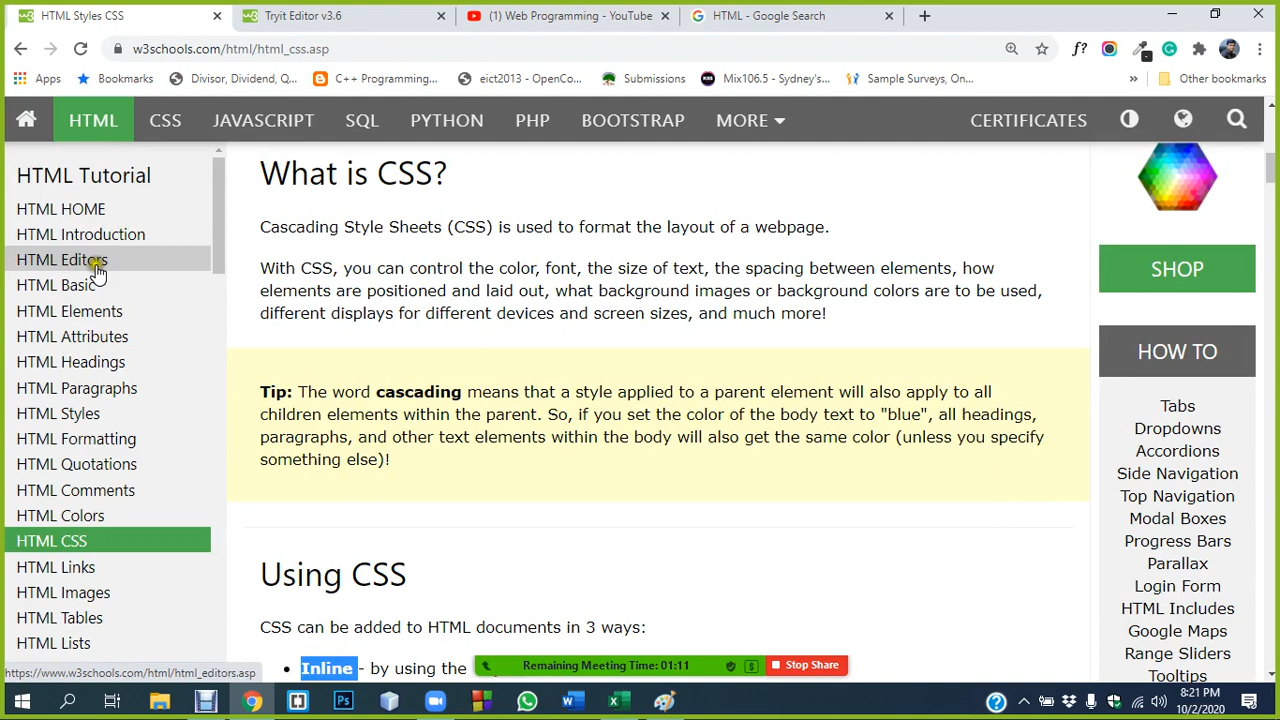 HTML Styles CSS
Tryit Editor v3.6
(1) Web Programming - YouTube
HTML - Google Search
w3schools.com/html/html_css.asp
Apps
Bookmarks
Divisor, Dividend, Q...
C++ Programming...
eict2013 - OpenCo...
Submissions
Mix106.5 - Sydney's...
Sample Surveys, On...
Other bookmarks
HTML CSS JAVASCRIPT SQL PYTHON PHP BOOTSTRAP MORE CERTIFICATES
HTML Tutorial
HTML HOME
HTML Introduction
HTML Editors
HTML Basic
HTML Elements
HTML Attributes
HTML Headings
HTML Paragraphs
HTML Styles
HTML Formatting
HTML Quotations
HTML Comments
HTML Colors
HTML CSS
HTML Links
HTML Images
HTML Tables
HTML Lists
https://www.w3schools.com/html/html_editors.asp
What is CSS?
Cascading Style Sheets (CSS) is used to format the layout of a webpage.
With CSS, you can control the color, font, the size of text, the spacing between elements, how
elements are positioned and laid out, what background images or background colors are to be used,
different displays for different devices and screen sizes, and much more!
Tip: The word cascading means that a style applied to a parent element will also apply to all
children elements within the parent. So, if you set the color of the body text to "blue", all headings,
paragraphs, and other text elements within the body will also get the same color (unless you specify
something else)!
Using CSS
CSS can be added to HTML documents in 3 ways:
Inline - by using the
Remaining Meeting Time: 01:11
Stop Share
SHOP
HOW TO
Tabs
Dropdowns
Accordions
Side Navigation
Top Navigation
Modal Boxes
Progress Bars
Parallax
Login Form
HTML Includes
Google Maps
Range Sliders
Tooltips
8:21 PM
10/2/2020